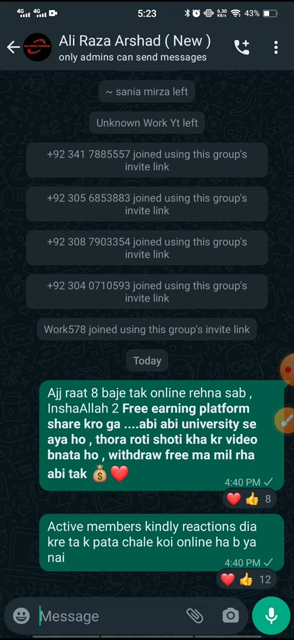 4G 4G 5:23 6.30 KB/s 43%
Ali Raza Arshad ( New )
only admins can send messages
~ sania mirza left
Unknown Work Yt left
+92 341 7885557 joined using this group's
invite link
+92 305 6853883 joined using this group's
invite link
+92 308 7903354 joined using this group's
invite link
+92 304 0710593 joined using this group's
invite link
Work578 joined using this group's invite link
Today
Ajj raat 8 baje tak online rehna sab ,
InshaAllah 2 Free earning platform
share kro ga ....abi abi university se
aya ho , thora roti shoti kha kr video
bnata ho , withdraw free ma mil rha
abi tak 💰❤️
4:40 PM ✓
❤️ 👍 8
Active members kindly reactions dia
kre ta k pata chale koi online ha b ya
nai
4:40 PM ✓
❤️ 👍 12
Message